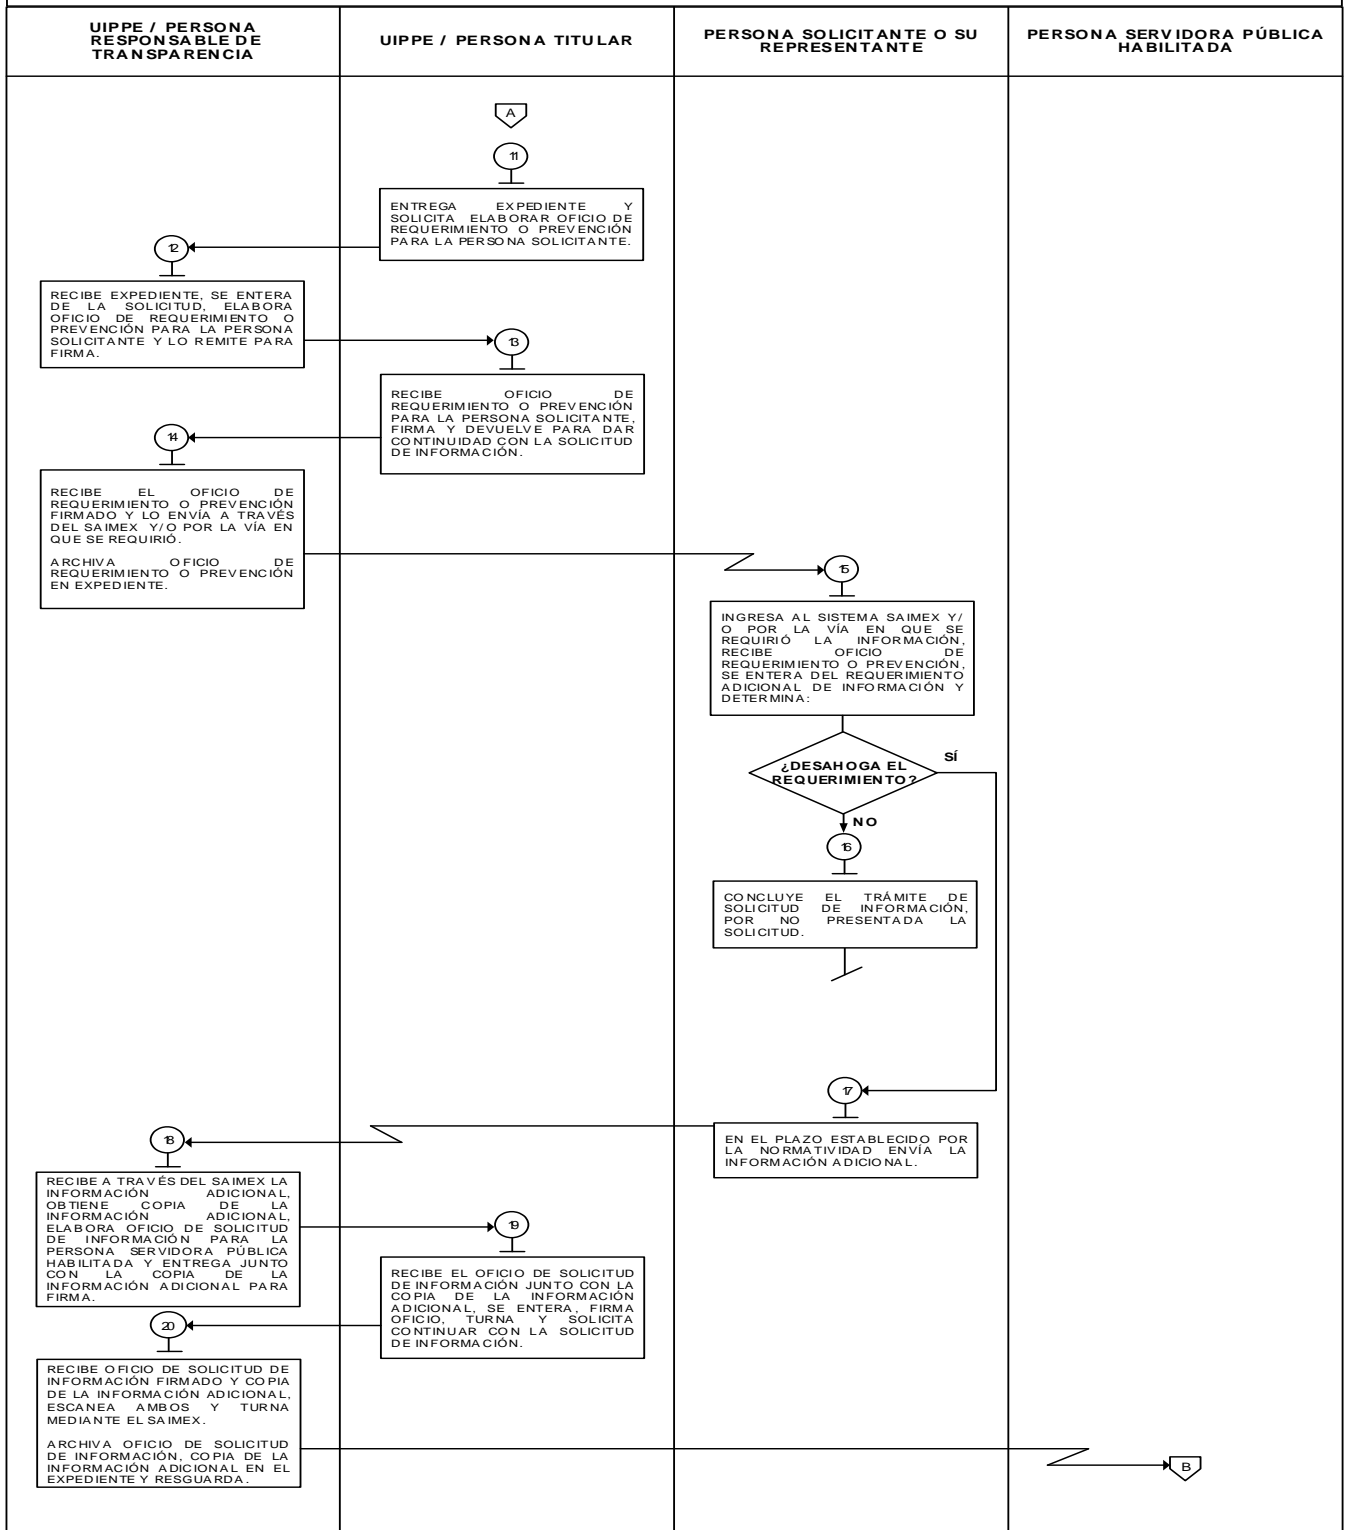 UIPPE / PERSONA
RESPONSABLE DE
TRANSPARENCIA
UIPPE / PERSONA TITULAR
PERSONA SOLICITANTE O SU
REPRESENTANTE
PERSONA SERVIDORA PÚBLICA
HABILITADA
A
11
ENTREGA EXPEDIENTE Y
SOLICITA ELABORAR OFICIO DE
REQUERIMIENTO O PREVENCIÓN
PARA LA PERSONA SOLICITANTE.
12
RECIBE EXPEDIENTE, SE ENTERA
DE LA SOLICITUD, ELABORA
OFICIO DE REQUERIMIENTO O
PREVENCIÓN PARA LA PERSONA
SOLICITANTE Y LO REMITE PARA
FIRMA.
13
RECIBE OFICIO DE
REQUERIMIENTO O PREVENCIÓN
PARA LA PERSONA SOLICITANTE,
FIRMA Y DEVUELVE PARA DAR
CONTINUIDAD CON LA SOLICITUD
DE INFORMACIÓN.
14
RECIBE EL OFICIO DE
REQUERIMIENTO O PREVENCIÓN
FIRMADO Y LO ENVÍA A TRAVÉS
DEL SAIMEX Y/O POR LA VÍA EN
QUE SE REQUIRIÓ.
ARCHIVA OFICIO DE
REQUERIMIENTO O PREVENCIÓN
EN EXPEDIENTE.
15
INGRESA AL SISTEMA SAIMEX Y/
O POR LA VÍA EN QUE SE
REQUIRIÓ LA INFORMACIÓN,
RECIBE OFICIO DE
REQUERIMIENTO O PREVENCIÓN,
SE ENTERA DEL REQUERIMIENTO
ADICIONAL DE INFORMACIÓN Y
DETERMINA:
¿DESAHOGA EL
REQUERIMIENTO?
SÍ
NO
16
CONCLUYE EL TRÁMITE DE
SOLICITUD DE INFORMACIÓN,
POR NO PRESENTADA LA
SOLICITUD.
17
EN EL PLAZO ESTABLECIDO POR
LA NORMATIVIDAD ENVÍA LA
INFORMACIÓN ADICIONAL.
18
RECIBE A TRAVÉS DEL SAIMEX LA
INFORMACIÓN ADICIONAL,
OBTIENE COPIA DE LA
INFORMACIÓN ADICIONAL,
ELABORA OFICIO DE SOLICITUD
DE INFORMACIÓN PARA LA
PERSONA SERVIDORA PÚBLICA
HABILITADA Y ENTREGA JUNTO
CON LA COPIA DE LA
INFORMACIÓN ADICIONAL PARA
FIRMA.
19
RECIBE EL OFICIO DE SOLICITUD
DE INFORMACIÓN JUNTO CON LA
COPIA DE LA INFORMACIÓN
ADICIONAL, SE ENTERA, FIRMA
OFICIO, TURNA Y SOLICITA
CONTINUAR CON LA SOLICITUD
DE INFORMACIÓN.
20
RECIBE OFICIO DE SOLICITUD DE
INFORMACIÓN FIRMADO Y COPIA
DE LA INFORMACIÓN ADICIONAL,
ESCANEA AMBOS Y TURNA
MEDIANTE EL SAIMEX.
ARCHIVA OFICIO DE SOLICITUD
DE INFORMACIÓN, COPIA DE LA
INFORMACIÓN ADICIONAL EN EL
EXPEDIENTE Y RESGUARDA.
B